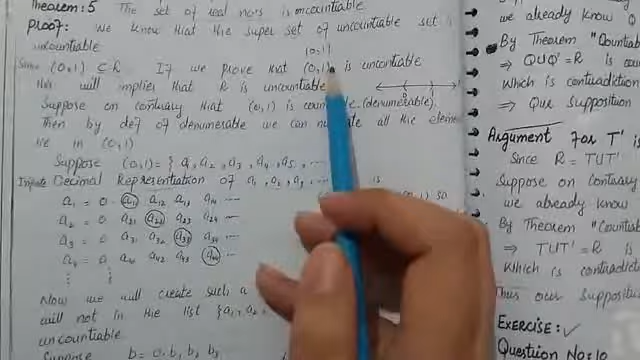 Theorem: 5 The set of real no's is uncountable
Proof: We know that the super set of uncountable set is
uncountable (0,1)
Since (0,1) ⊆ R If we prove that (0,1) is uncontable
this will implies that R is uncountable
Suppose on contrary that (0,1) is countable (denumerable).
Then by def of denumerable we can all the
we in (0,1)
Suppose (0,1) = { a₁ a₂, a₃, a₄, a₅, ...
Decimal Representation of a₁, a₂, a₃, ... is
a₁ = 0. a₁₁ a₁₂ a₁₃ a₁₄ ...
a₂ = 0. a₂₁ a₂₂ a₂₃ a₂₄ ...
a₃ = 0. a₃₁ a₃₂ a₃₃ a₃₄ ...
a₄ = 0. a₄₁ a₄₂ a₄₃ a₄₄ ...
Now we will create such a
will not in the list {a₁, a₂,
uncountable
Suppose b = 0. b₁ b₂ b₃
we already know Q
By Theorem "Countab
⇒ Q∪Q' = R is
which is contradiction
⇒ Our Supposition
Argument For T' is
Since R = T∪T'
Suppose on contrary
we already know
By Theorem "Countab
⇒ T∪T' = R is
Which is contradiction
Thus our Suppositio
EXERCISE:
Question No: 10